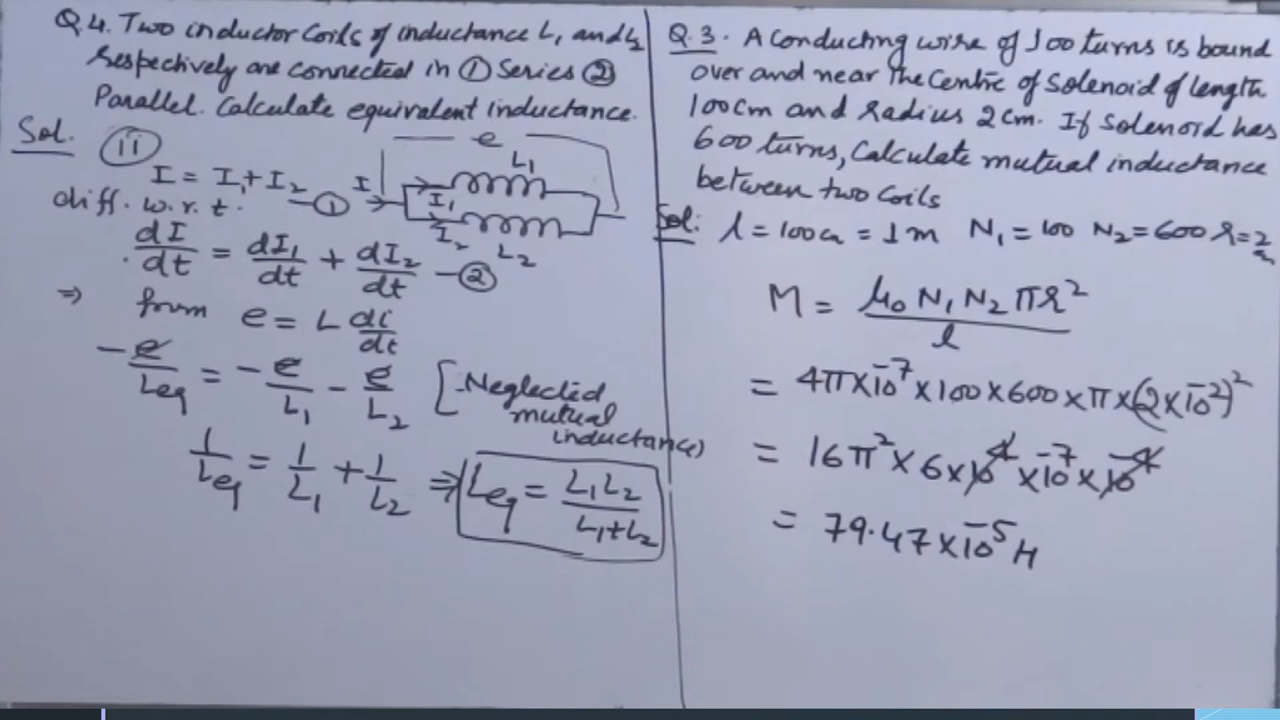 Q.4. Two inductor Coils of inductance L₁ and L₂
respectively are connected in ① Series ②
Parallel. Calculate equivalent inductance.
Sol. ⓘⓘ
I = I₁ + I₂ —①
diff. w.r.t.
dI/dt = dI₁/dt + dI₂/dt —②
⇒ from e = L di/dt
-e/Leq = -e/L₁ - e/L₂ [-Neglected
mutual
inductance)
1/Leq = 1/L₁ + 1/L₂ ⇒ Leq = L₁L₂/L₁+L₂
e
L₁
I
I₁
I₂
L₂
Q.3. A Conducting wire of 100 turns is bound
over and near The Centre of Solenoid of length
100cm and radius 2cm. If Solenoid has
600 turns, Calculate mutual inductance
between two Coils
Sol: l = 100cm = 1m N₁ = 100 N₂ = 600 r = 2
M = μ₀ N₁ N₂ πr²/l
= 4π×10⁻⁷×100×600×π×(2×10⁻²)²
= 16π²×6×10⁴×10⁻⁷×10⁻⁴
= 79.47×10⁻⁵ H